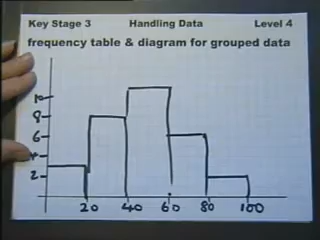 Key Stage 3 Handling Data Level 4
frequency table & diagram for grouped data
10
8
6
4
2
20 40 60 80 100